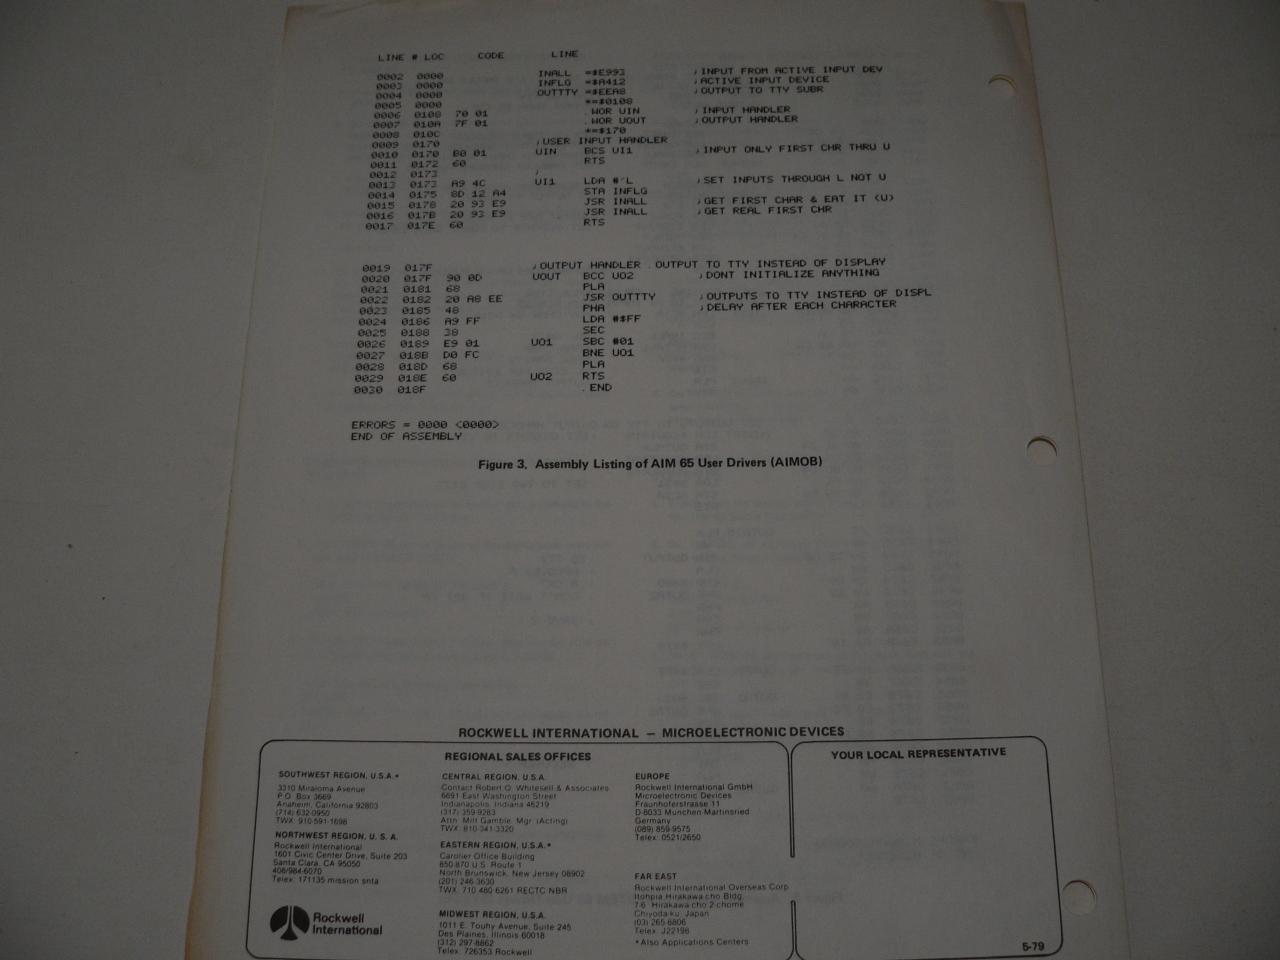 LINE # LOC CODE LINE
0002 0000 INALL =$E993 ;INPUT FROM ACTIVE INPUT DEV
0003 0000 INFLG =$A412 ;ACTIVE INPUT DEVICE
0004 0000 OUTTTY =$EEA8 ;OUTPUT TO TTY SUBR
0005 0000 *=$0108
0006 0108 70 01 .WOR UIN ;INPUT HANDLER
0007 010A 7F 01 .WOR UOUT ;OUTPUT HANDLER
0008 010C *=$170
0009 0170 ;USER INPUT HANDLER
0010 0170 B0 01 UIN BCS UI1 ;INPUT ONLY FIRST CHR THRU U
0011 0172 60 RTS
0012 0173 ;
0013 0173 A9 4C UI1 LDA #'L ;SET INPUTS THROUGH L NOT U
0014 0175 8D 12 A4 STA INFLG
0015 0178 20 93 E9 JSR INALL ;GET FIRST CHAR & EAT IT (U)
0016 017B 20 93 E9 JSR INALL ;GET REAL FIRST CHR
0017 017E 60 RTS
0019 017F ;OUTPUT HANDLER . OUTPUT TO TTY INSTEAD OF DISPLAY
0020 017F 90 0D UOUT BCC UO2 ;DONT INITIALIZE ANYTHING
0021 0181 68 PLA
0022 0182 20 A8 EE JSR OUTTTY ;OUTPUTS TO TTY INSTEAD OF DISPL
0023 0185 48 PHA ;DELAY AFTER EACH CHARACTER
0024 0186 A9 FF LDA #$FF
0025 0188 38 SEC
0026 0189 E9 01 UO1 SBC #01
0027 018B D0 FC BNE UO1
0028 018D 68 PLA
0029 018E 60 UO2 RTS
0030 018F .END
ERRORS = 0000 <0000>
END OF ASSEMBLY
Figure 3. Assembly Listing of AIM 65 User Drivers (AIMOB)
ROCKWELL INTERNATIONAL – MICROELECTRONIC DEVICES
REGIONAL SALES OFFICES
SOUTHWEST REGION, U.S.A.*
3310 Miraloma Avenue
P.O. Box 3669
Anaheim, California 92803
(714) 632-0950
TWX: 910-591-1698
NORTHWEST REGION, U. S. A.
Rockwell International
1601 Civic Center Drive, Suite 203
Santa Clara, CA 95050
408/984-6070
Telex: 171135 mission snta
Rockwell
International
CENTRAL REGION, U.S.A.
Contact Robert O. Whitesell & Associates
6691 East Washington Street
Indianapolis, Indiana 46219
(317) 359-9283
Attn: Milt Gamble, Mgr. (Acting)
TWX: 810-341-3320
EASTERN REGION, U.S.A.*
Carolier Office Building
850-870 U.S. Route 1
North Brunswick, New Jersey 08902
(201) 246-3630
TWX: 710-480-6261 RECTC NBR
MIDWEST REGION, U.S.A.
1011 E. Touhy Avenue, Suite 245
Des Plaines, Illinois 60018
(312) 297-8862
Telex: 726353 Rockwell
EUROPE
Rockwell International GmbH
Microelectronic Devices
Fraunhoferstrasse 11
D-8033 Munchen-Martinsried
Germany
(089) 859-9575
Telex: 0521/2650
FAR EAST
Rockwell International Overseas Corp.
Itohpia Hirakawa-cho Bldg.
7-6, Hirakawa-cho 2-chome
Chiyoda-ku, Japan
(03) 265-8806
Telex: J22198
*Also Applications Centers
YOUR LOCAL REPRESENTATIVE
5-79